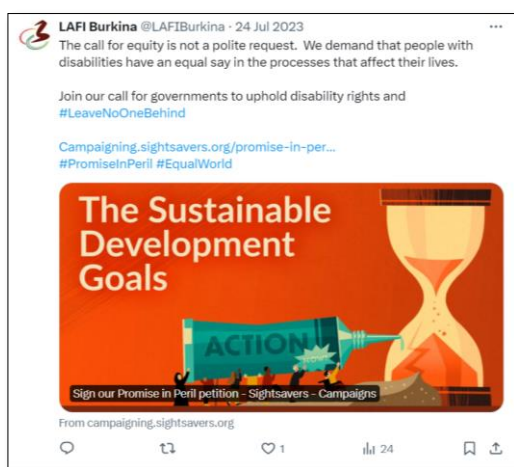 LAFI Burkina @LAFIBurkina · 24 Jul 2023
The call for equity is not a polite request.  We demand that people with
disabilities have an equal say in the processes that affect their lives.
Join our call for governments to uphold disability rights and
#LeaveNoOneBehind
Campaigning.sightsavers.org/promise-in-per...
#PromiseInPeril #EqualWorld
The Sustainable
Development
Goals
ACTION
NOW
Sign our Promise in Peril petition - Sightsavers - Campaigns
From campaigning.sightsavers.org
1
24